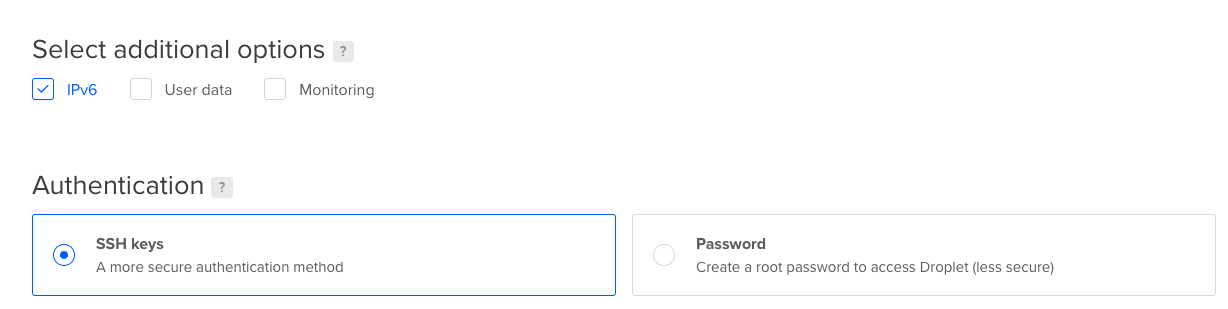 Select additional options ?
IPv6 User data Monitoring
Authentication ?
SSH keys
A more secure authentication method
Password
Create a root password to access Droplet (less secure)